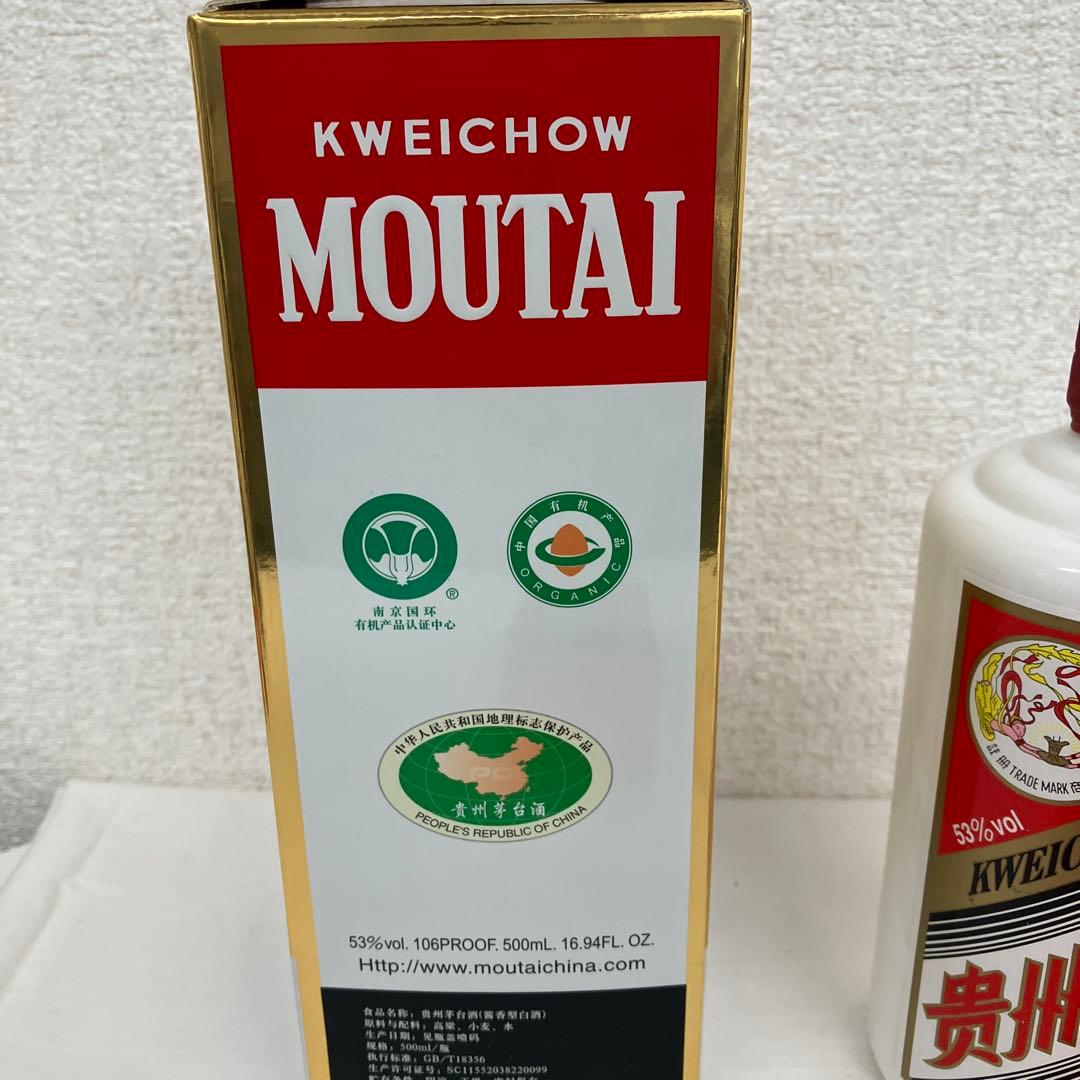 KWEICHOW
MOUTAI
®
南京国环
有机产品认证中心
中国有机产品
ORGANIC
中华人民共和国地理标志保护产品
贵州茅台酒
PEOPLE'S REPUBLIC OF CHINA
53%vol. 106PROOF. 500mL. 16.94FL. OZ.
Http://www.moutaichina.com
食品名称: 贵州茅台酒(酱香型白酒)
原料与配料: 高粱、小麦、水
生产日期: 见瓶盖喷码
规格: 500ml/瓶
执行标准: GB/T18356
生产许可证号: SC11552038220099
註册 TRADE MARK 商
53%vol
KWEIC
贵州